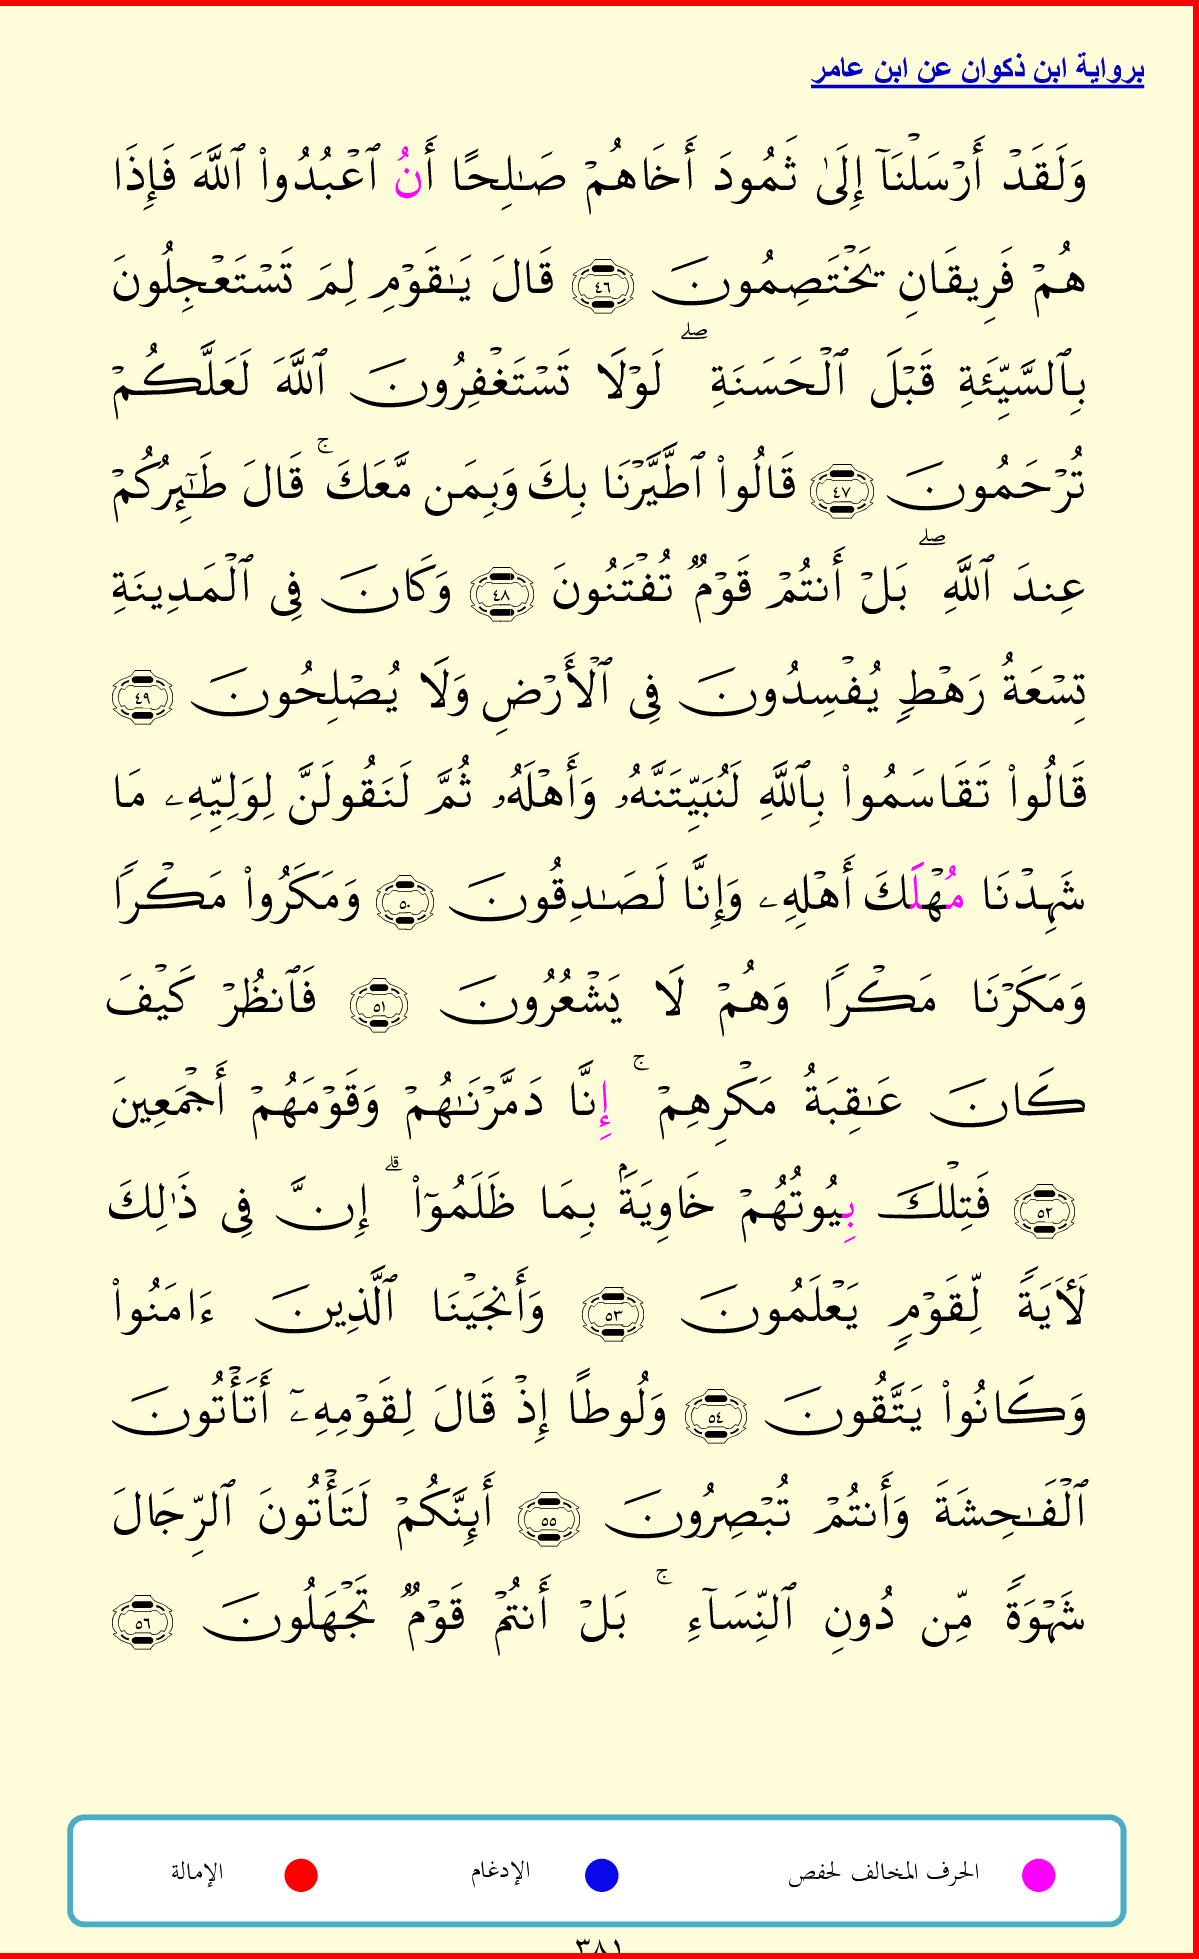 برواية ابن ذكوان عن ابن عامر
وَلَقَدْ أَرْسَلْنَآ إِلَىٰ ثَمُودَ أَخَاهُمْ صَـٰلِحًا أَنُ ٱعْبُدُوا۟ ٱللَّهَ فَإِذَا
هُمْ فَرِيقَانِ يَخْتَصِمُونَ ٤٦ قَالَ يَـٰقَوْمِ لِمَ تَسْتَعْجِلُونَ
بِٱلسَّيِّئَةِ قَبْلَ ٱلْحَسَنَةِ ۖ لَوْلَا تَسْتَغْفِرُونَ ٱللَّهَ لَعَلَّكُمْ
تُرْحَمُونَ ٤٧ قَالُوا۟ ٱطَّيَّرْنَا بِكَ وَبِمَن مَّعَكَ ۚ قَالَ طَـٰٓئِرُكُمْ
عِندَ ٱللَّهِ ۖ بَلْ أَنتُمْ قَوْمٌ تُفْتَنُونَ ٤٨ وَكَانَ فِى ٱلْمَدِينَةِ
تِسْعَةُ رَهْطٍ يُفْسِدُونَ فِى ٱلْأَرْضِ وَلَا يُصْلِحُونَ ٤٩
قَالُوا۟ تَقَاسَمُوا۟ بِٱللَّهِ لَنُبَيِّتَنَّهُۥ وَأَهْلَهُۥ ثُمَّ لَنَقُولَنَّ لِوَلِيِّهِۦ مَا
شَهِدْنَا مُهْلَكَ أَهْلِهِۦ وَإِنَّا لَصَـٰدِقُونَ ٥٠ وَمَكَرُوا۟ مَكْرًا
وَمَكَرْنَا مَكْرًا وَهُمْ لَا يَشْعُرُونَ ٥١ فَٱنظُرْ كَيْفَ
كَانَ عَـٰقِبَةُ مَكْرِهِمْ ۚ إِنَّا دَمَّرْنَـٰهُمْ وَقَوْمَهُمْ أَجْمَعِينَ
٥٢ فَتِلْكَ بِيُوتُهُمْ خَاوِيَةًۢ بِمَا ظَلَمُوٓا۟ ۗ إِنَّ فِى ذَٰلِكَ
لَـَٔايَةً لِّقَوْمٍ يَعْلَمُونَ ٥٣ وَأَنجَيْنَا ٱلَّذِينَ ءَامَنُوا۟
وَكَانُوا۟ يَتَّقُونَ ٥٤ وَلُوطًا إِذْ قَالَ لِقَوْمِهِۦٓ أَتَأْتُونَ
ٱلْفَـٰحِشَةَ وَأَنتُمْ تُبْصِرُونَ ٥٥ أَئِنَّكُمْ لَتَأْتُونَ ٱلرِّجَالَ
شَهْوَةً مِّن دُونِ ٱلنِّسَآءِ ۚ بَلْ أَنتُمْ قَوْمٌ تَجْهَلُونَ ٥٦
الحرف المخالف لحفص الإدغام الإمالة
٣٨١